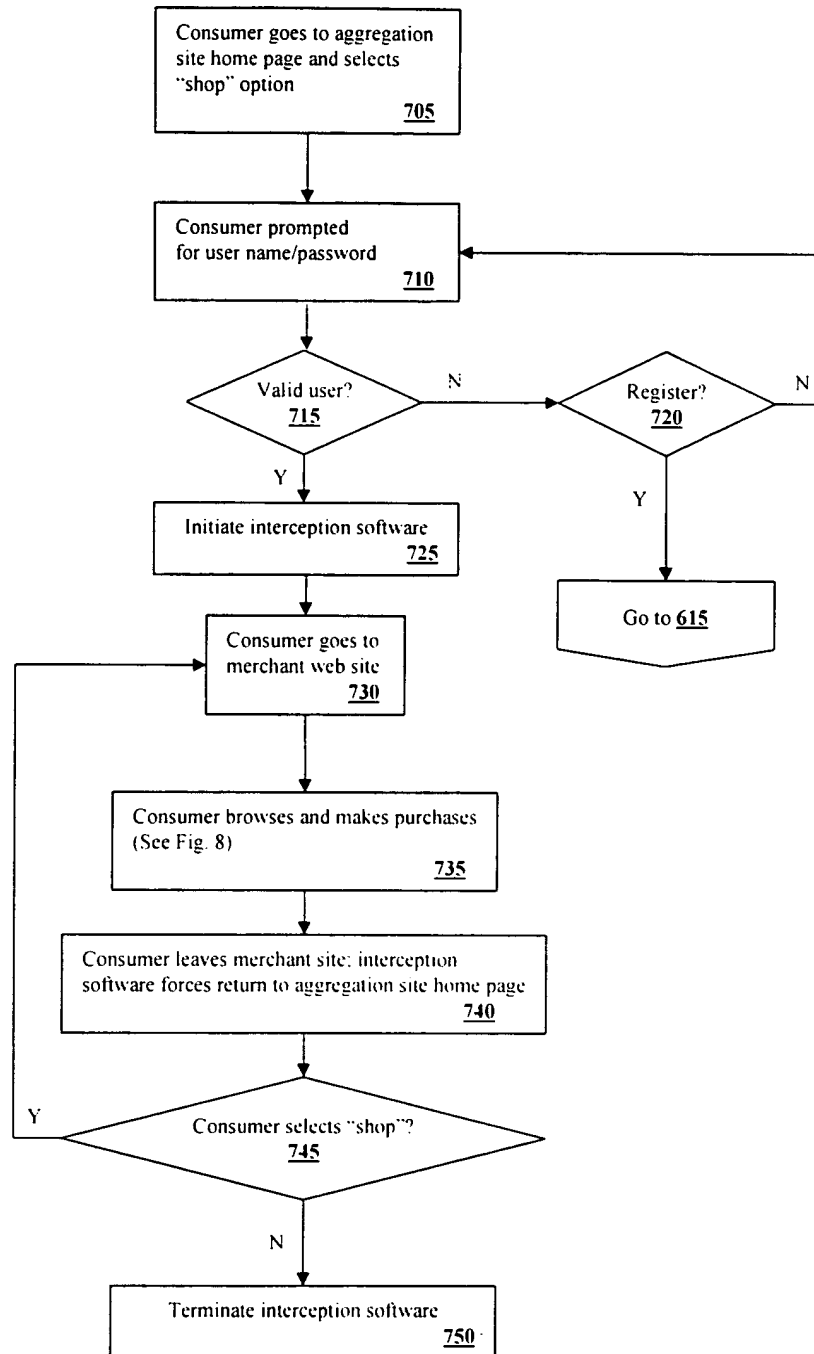 Consumer goes to aggregation
site home page and selects
“shop” option
705
Consumer prompted
for user name/password
710
Valid user?
715
N
Register?
720
N
Y
Y
Initiate interception software
725
Go to 615
Consumer goes to
merchant web site
730
Consumer browses and makes purchases
(See Fig. 8)
735
Consumer leaves merchant site; interception
software forces return to aggregation site home page
740
Y
Consumer selects “shop”?
745
N
Terminate interception software
750